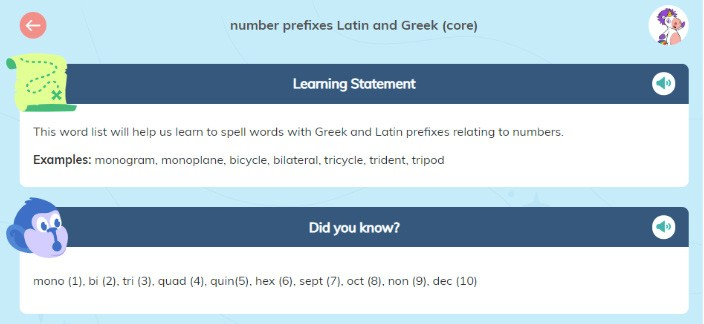 number prefixes Latin and Greek (core)
Learning Statement
This word list will help us learn to spell words with Greek and Latin prefixes relating to numbers.
Examples: monogram, monoplane, bicycle, bilateral, tricycle, trident, tripod
Did you know?
mono (1), bi (2), tri (3), quad (4), quin(5), hex (6), sept (7), oct (8), non (9), dec (10)